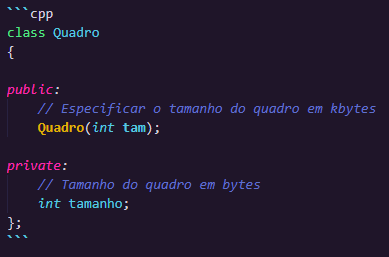 ```cpp
class Quadro
{
public:
// Especificar o tamanho do quadro em kbytes
Quadro(int tam);
private:
// Tamanho do quadro em bytes
int tamanho;
};
```